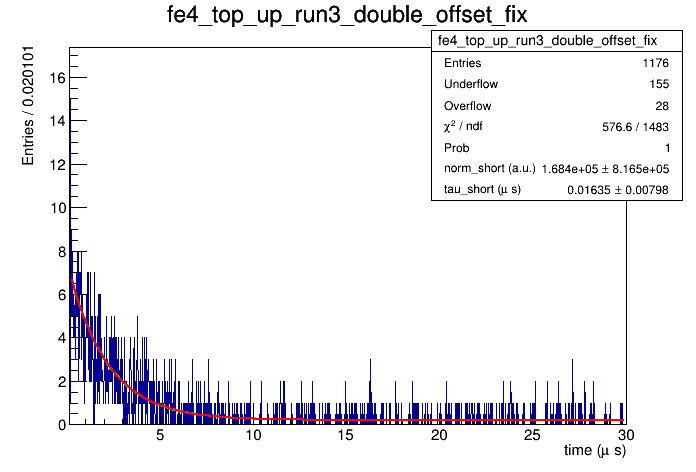 fe4_top_up_run3_double_offset_fix
fe4_top_up_run3_double_offset_fix
Entries 1176
Underflow 155
Overflow 28
χ² / ndf 576.6 / 1483
Prob 1
norm_short (a.u.) 1.684e+05 ± 8.165e+05
tau_short (μ s) 0.01635 ± 0.00798
Entries / 0.020101
16
14
12
10
8
6
4
2
0
5 10 15 20 25 30
time (μ s)